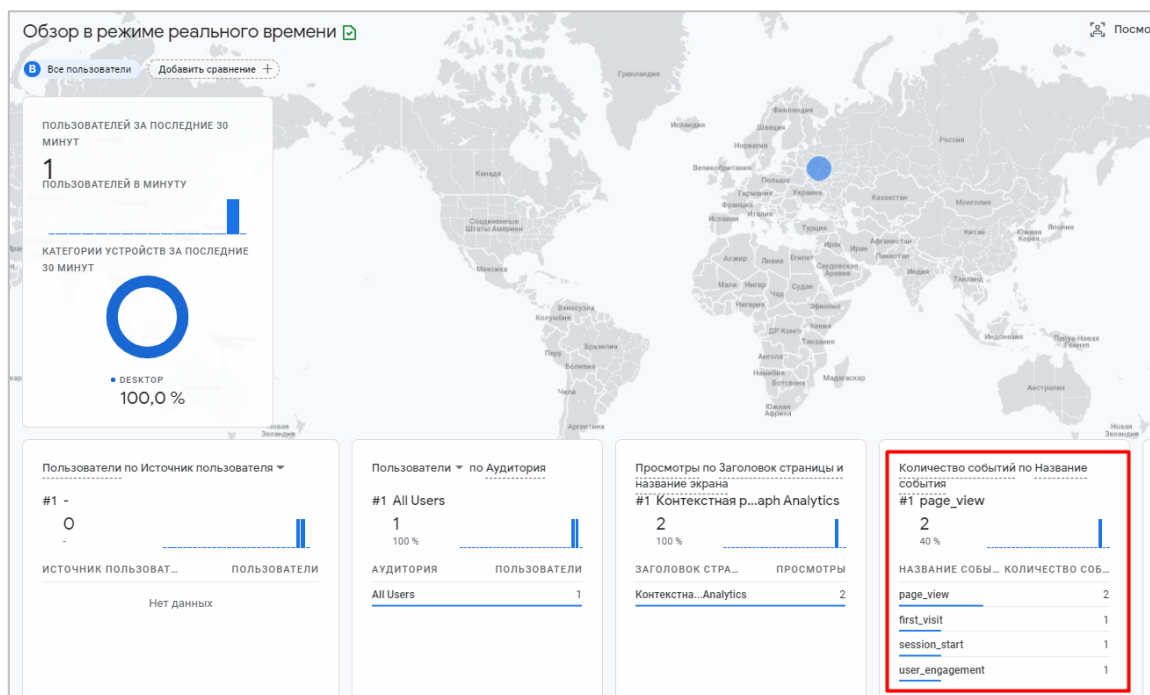 Обзор в режиме реального времени
Посмо
B Все пользователи
Добавить сравнение +
ПОЛЬЗОВАТЕЛЕЙ ЗА ПОСЛЕДНИЕ 30
МИНУТ
1
ПОЛЬЗОВАТЕЛЕЙ В МИНУТУ
КАТЕГОРИИ УСТРОЙСТВ ЗА ПОСЛЕДНИЕ
30 МИНУТ
DESKTOP
100,0 %
Гренландия
Исландия
Финляндия
Швеция
Норвегия
Россия
Великобритания
Польша
Германия
Украина
Франция
Испания
Италия
Казахстан
Монголия
Канада
Соединенные
Штаты Америки
Мексика
Турция
Ирак
Иран
Афганистан
Пакистан
Китай
Южная
Корея
Япония
Алжир
Ливия
Египет
Саудовская
Аравия
Индия
Таиланд
Мали
Нигер
Чад
Судан
Нигерия
Эфиопия
Венесуэла
Колумбия
ДР Конго
Кения
Танзания
Индонезия
Папуа-Новая
Гвинея
Перу
Бразилия
Боливия
Ангола
Намибия
Ботсвана
Мадагаскар
Чили
Южная
Африка
Австралия
Аргентина
Новая
Зеландия
Новая
Зеландия
Пользователи по Источник пользователя
#1 -
0
-
ИСТОЧНИК ПОЛЬЗОВАТ... ПОЛЬЗОВАТЕЛИ
Нет данных
Пользователи по Аудитория
#1 All Users
1
100 %
АУДИТОРИЯ ПОЛЬЗОВАТЕЛИ
All Users 1
Просмотры по Заголовок страницы и
название экрана
#1 Контекстная р...aph Analytics
2
100 %
ЗАГОЛОВОК СТРА... ПРОСМОТРЫ
Контекстна...Analytics 2
Количество событий по Название
события
#1 page_view
2
40 %
НАЗВАНИЕ СОБЫ... КОЛИЧЕСТВО СОБ...
page_view 2
first_visit 1
session_start 1
user_engagement 1